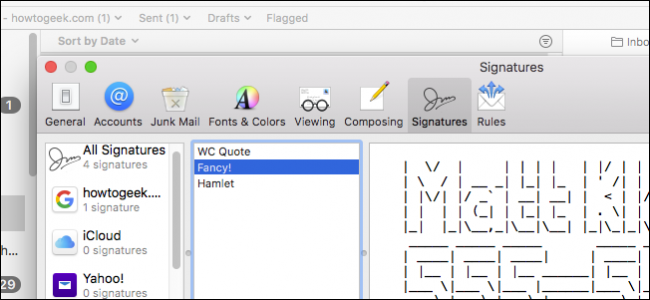 - howtogeek.com (1) Sent (1) Drafts Flagged
Sort by Date
Inbo
Signatures
1
General Accounts Junk Mail Fonts & Colors Viewing Composing Signatures Rules
All Signatures
4 signatures
howtogeek....
1 signature
iCloud
0 signatures
Yahoo!
0 signatures
WC Quote
Fancy!
Hamlet
h...
29